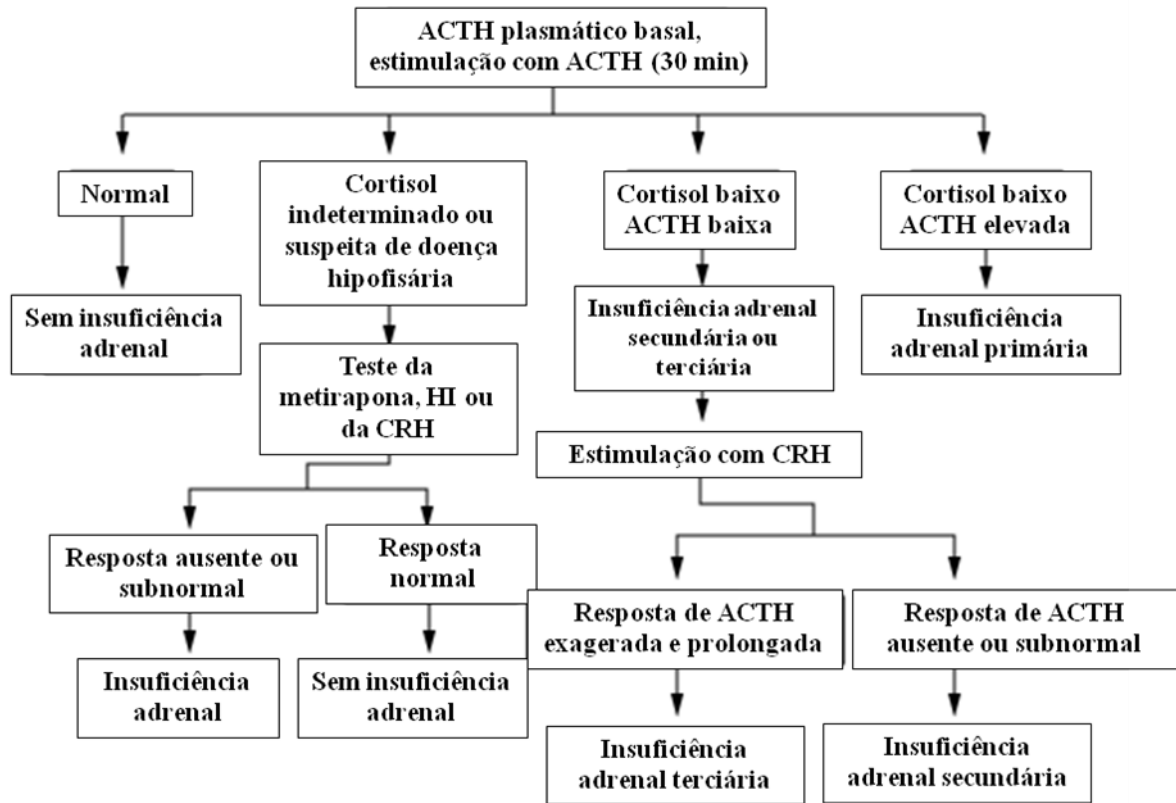 ACTH plasmático basal,
estimulação com ACTH (30 min)
Normal
Sem insuficiência
adrenal
Cortisol
indeterminado ou
suspeita de doença
hipofisária
Teste da
metirapona, HI ou
da CRH
Resposta ausente ou
subnormal
Insuficiência
adrenal
Resposta
normal
Sem insuficiência
adrenal
Cortisol baixo
ACTH baixa
Insuficiência adrenal
secundária ou
terciária
Estimulação com CRH
Resposta de ACTH
exagerada e prolongada
Insuficiência
adrenal terciária
Resposta de ACTH
ausente ou subnormal
Insuficiência
adrenal secundária
Cortisol baixo
ACTH elevada
Insuficiência
adrenal primária